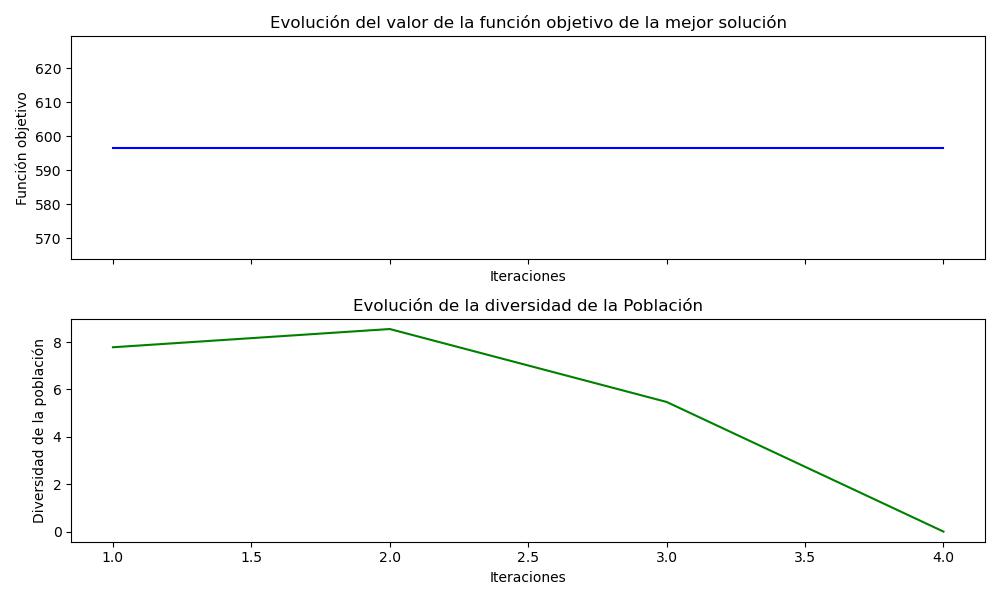 Evolución del valor de la función objetivo de la mejor solución
Función objetivo
620
610
600
590
580
570
Iteraciones
Evolución de la diversidad de la Población
Diversidad de la población
8
6
4
2
0
1.0 1.5 2.0 2.5 3.0 3.5 4.0
Iteraciones